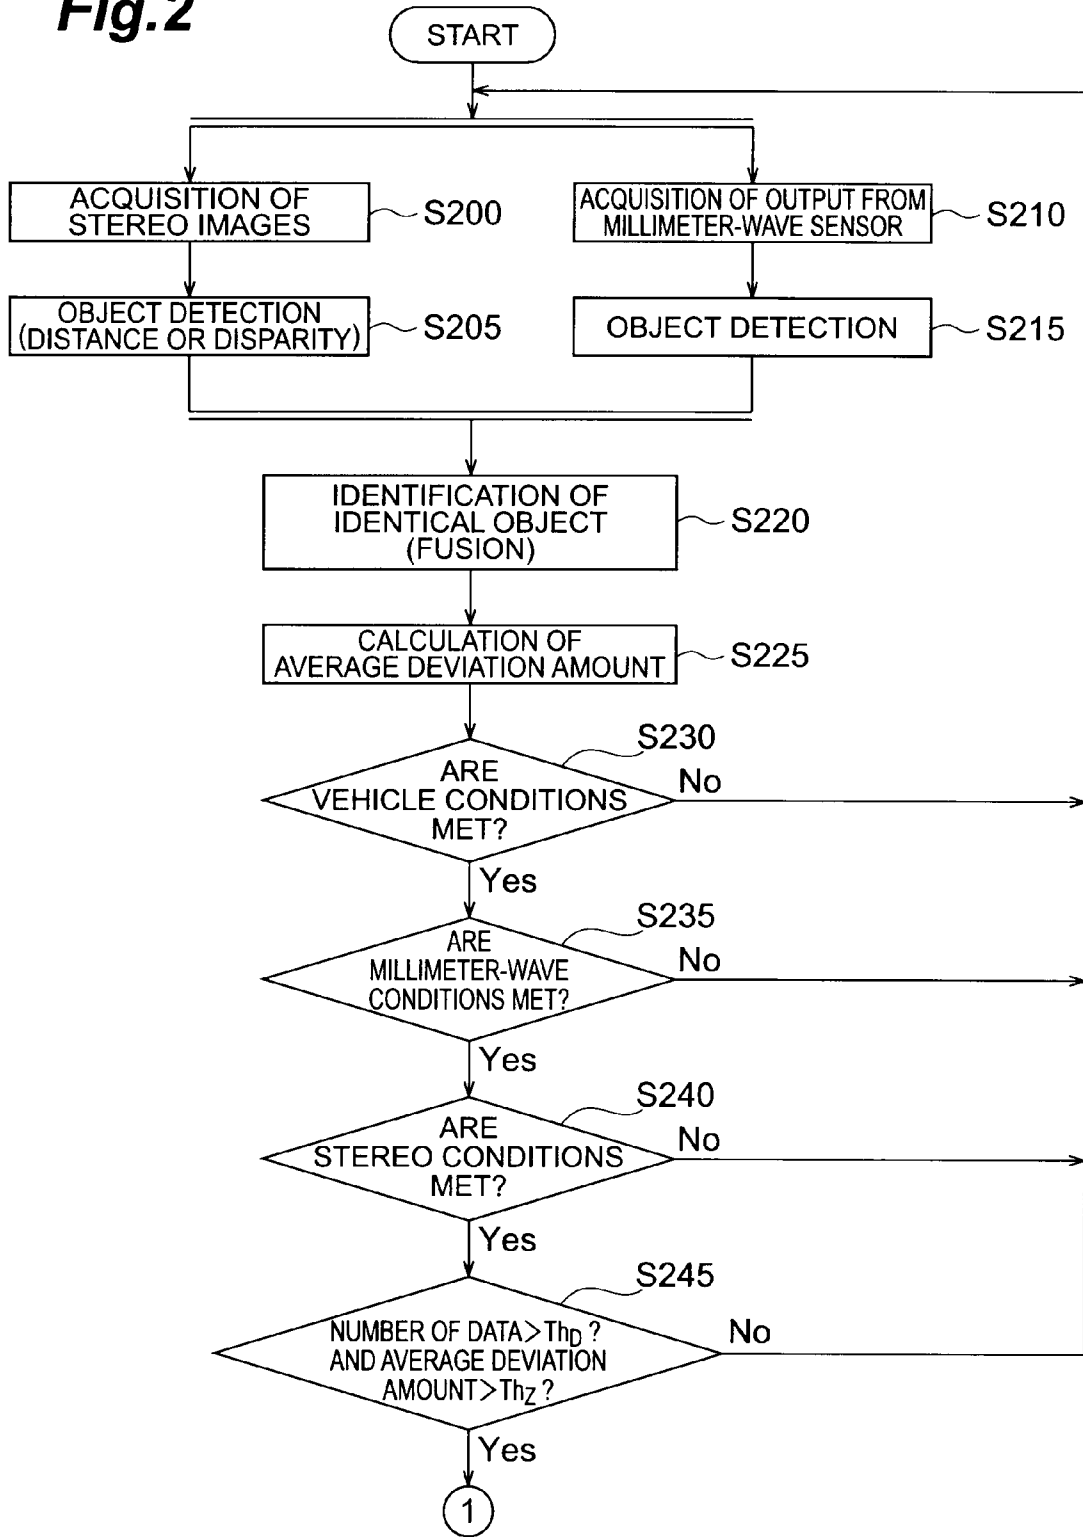 Fig.2
START
ACQUISITION OF
STEREO IMAGES
S200
ACQUISITION OF OUTPUT FROM
MILLIMETER-WAVE SENSOR
S210
OBJECT DETECTION
(DISTANCE OR DISPARITY)
S205
OBJECT DETECTION
S215
IDENTIFICATION OF
IDENTICAL OBJECT
(FUSION)
S220
CALCULATION OF
AVERAGE DEVIATION AMOUNT
S225
S230
ARE
VEHICLE CONDITIONS
MET?
No
Yes
S235
ARE
MILLIMETER-WAVE
CONDITIONS MET?
No
Yes
S240
ARE
STEREO CONDITIONS
MET?
No
Yes
S245
NUMBER OF DATA>ThD ?
AND AVERAGE DEVIATION
AMOUNT>ThZ ?
No
Yes
1